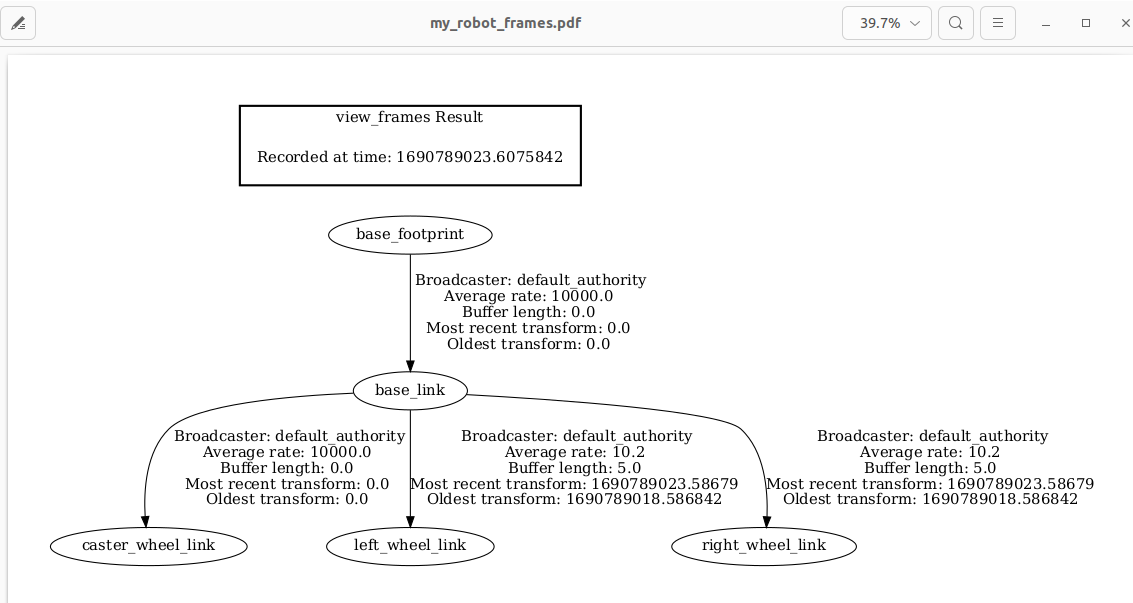 my_robot_frames.pdf
39.7%
view_frames Result
Recorded at time: 1690789023.6075842
base_footprint
Broadcaster: default_authority
Average rate: 10000.0
Buffer length: 0.0
Most recent transform: 0.0
Oldest transform: 0.0
base_link
Broadcaster: default_authority
Average rate: 10000.0
Buffer length: 0.0
Most recent transform: 0.0
Oldest transform: 0.0
Broadcaster: default_authority
Average rate: 10.2
Buffer length: 5.0
Most recent transform: 1690789023.58679
Oldest transform: 1690789018.586842
Broadcaster: default_authority
Average rate: 10.2
Buffer length: 5.0
Most recent transform: 1690789023.58679
Oldest transform: 1690789018.586842
caster_wheel_link
left_wheel_link
right_wheel_link